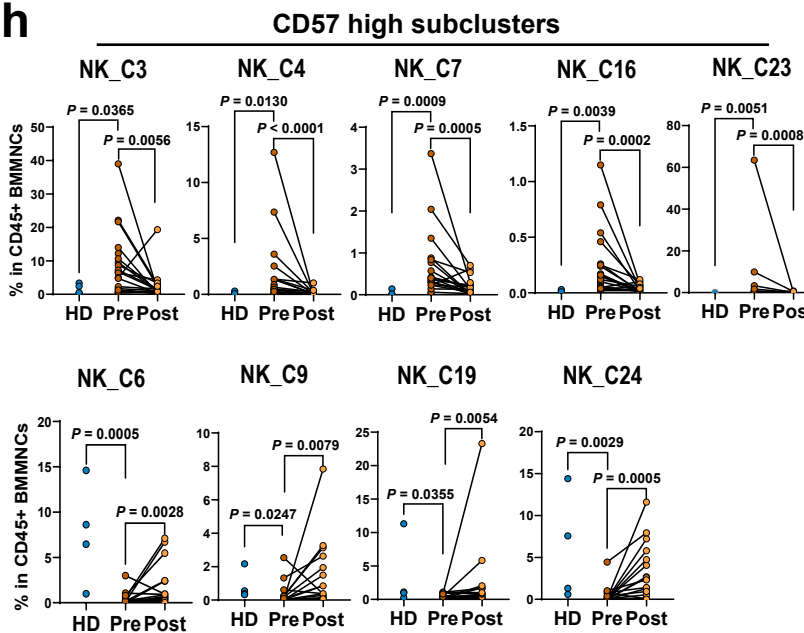 h
CD57 high subclusters
NK_C3
NK_C4
NK_C7
NK_C16
NK_C23
% in CD45+ BMMNCs
P = 0.0365
P = 0.0056
50
40
30
20
10
0
HD Pre Post
P = 0.0130
P < 0.0001
15
10
5
0
HD Pre Post
P = 0.0009
P = 0.0005
4
3
2
1
0
HD Pre Post
P = 0.0039
P = 0.0002
1.5
1.0
0.5
0.0
HD Pre Post
P = 0.0051
P = 0.0008
80
60
40
20
0
HD Pre Pos
NK_C6
NK_C9
NK_C19
NK_C24
% in CD45+ BMMNCs
P = 0.0005
P = 0.0028
20
15
10
5
0
HD Pre Post
P = 0.0079
P = 0.0247
10
8
6
4
2
0
HD Pre Post
P = 0.0054
P = 0.0355
25
20
15
10
5
0
HD Pre Post
P = 0.0029
P = 0.0005
20
15
10
5
0
HD Pre Post